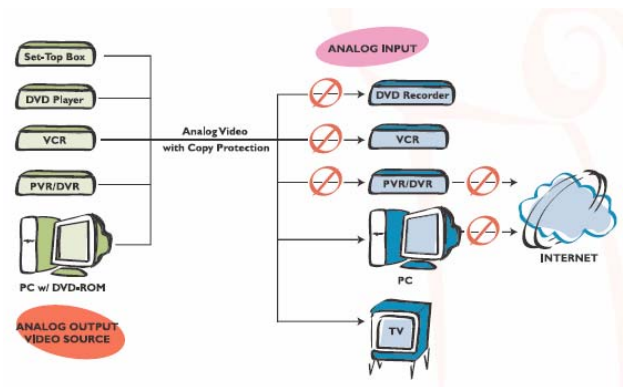 ANALOG INPUT
Set-Top Box
DVD Player
VCR
PVR/DVR
PC w/ DVD-ROM
ANALOG OUTPUT
VIDEO SOURCE
Analog Video
with Copy Protection
DVD Recorder
VCR
PVR/DVR
PC
TV
INTERNET